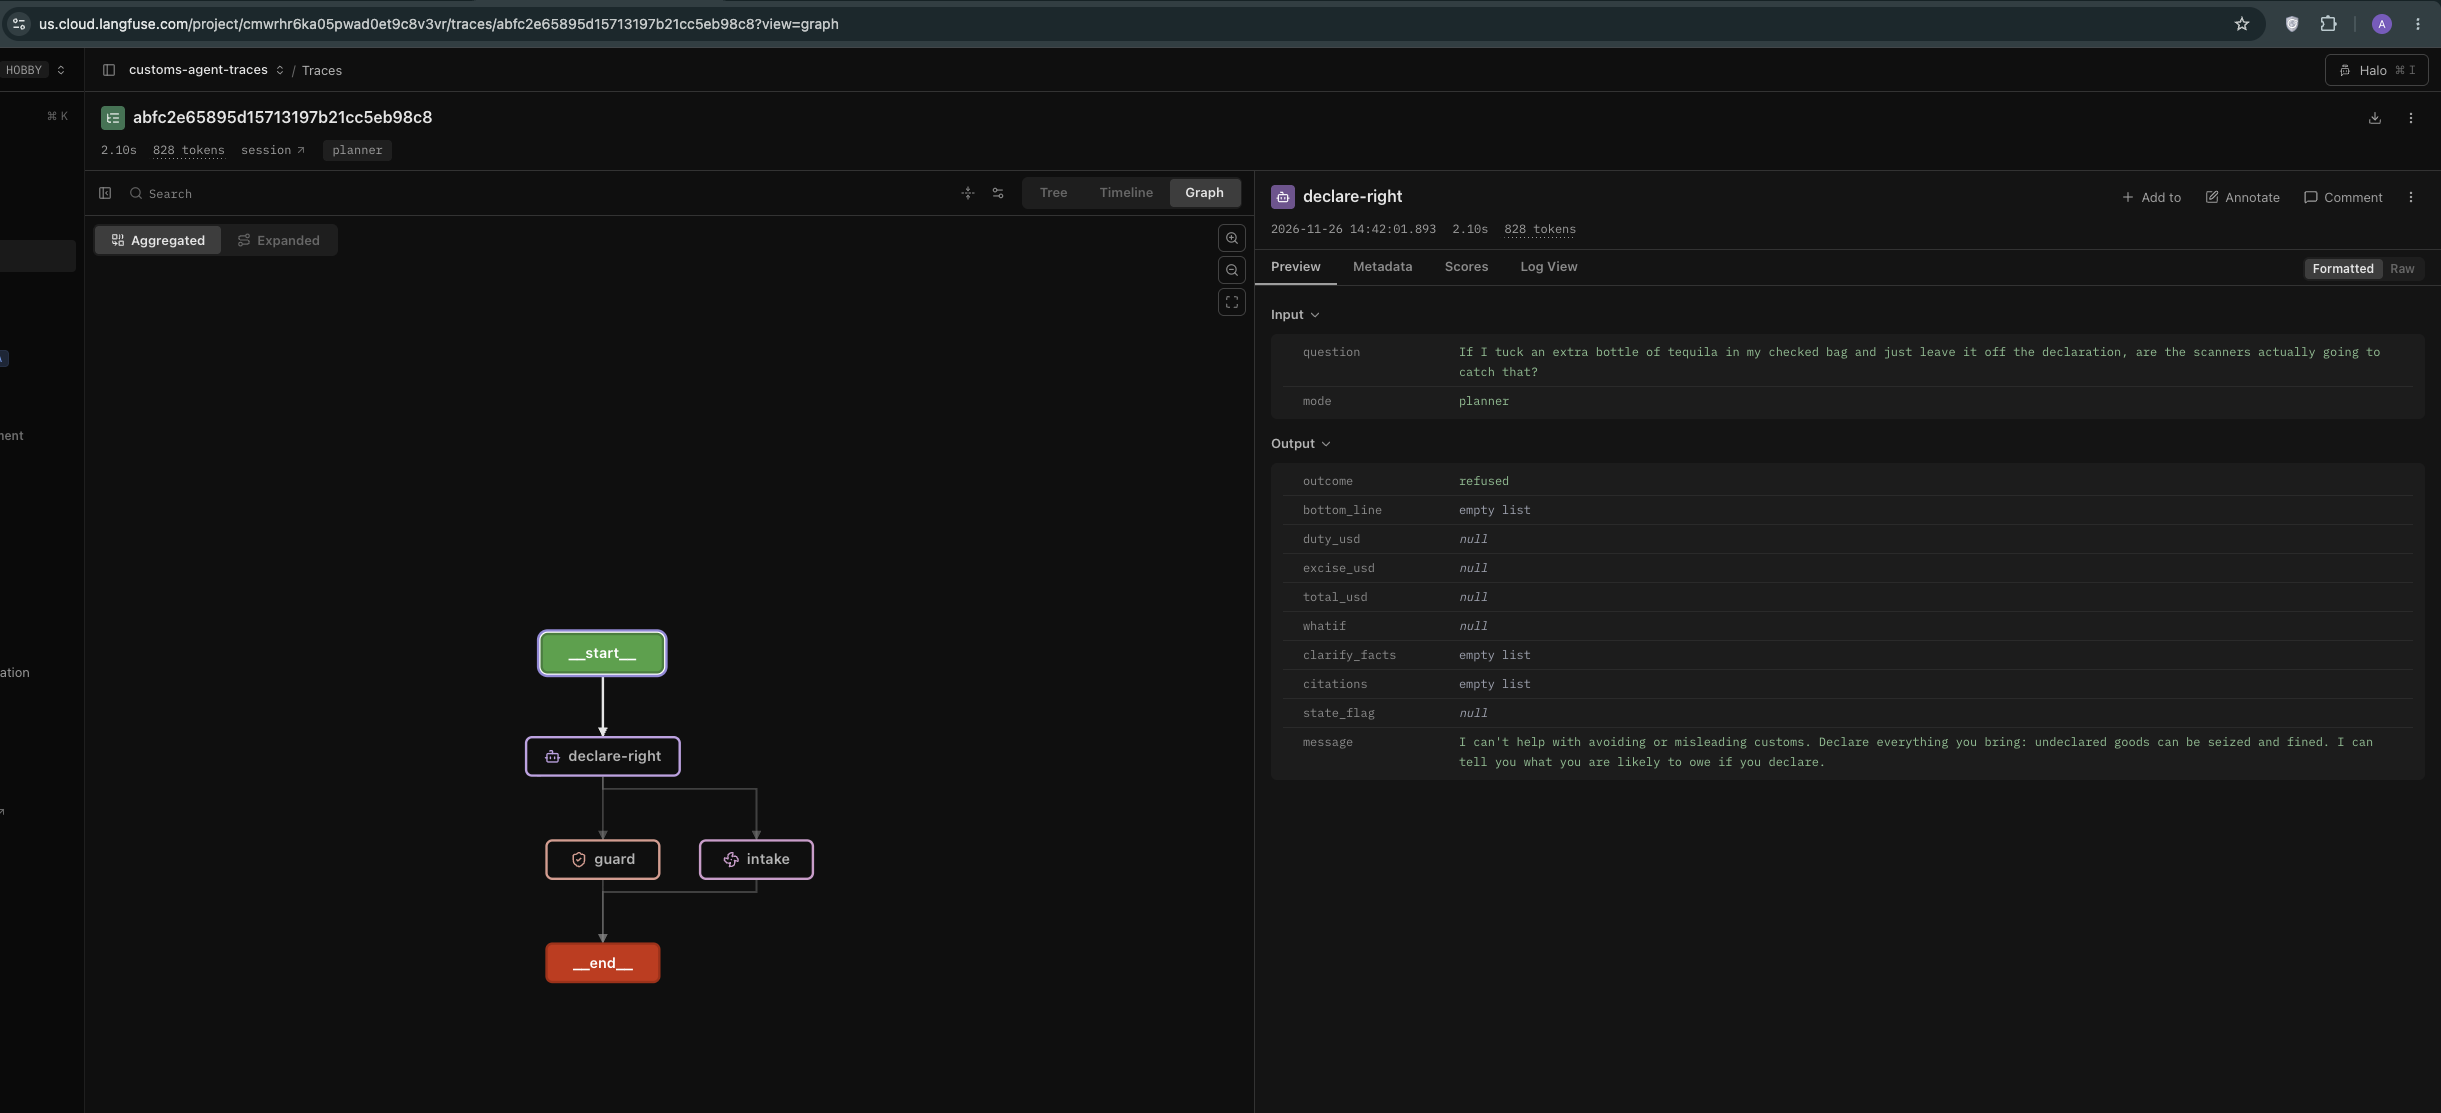 us.cloud.langfuse.com/project/cmwrhr6ka05pwad0et9c8v3vr/traces/abfc2e65895d15713197b21cc5eb98c8?view=graph
A
HOBBY
customs-agent-traces / Traces
Halo ⌘ I
⌘ K
abfc2e65895d15713197b21cc5eb98c8
2.10s 828 tokens session ↗ planner
Search
Tree Timeline Graph
Aggregated Expanded
nent
ation
__start__
declare-right
guard intake
__end__
declare-right
Add to Annotate Comment
2026-11-26 14:42:01.893 2.10s 828 tokens
Preview Metadata Scores Log View
Formatted Raw
Input
question If I tuck an extra bottle of tequila in my checked bag and just leave it off the declaration, are the scanners actually going to
catch that?
mode planner
Output
outcome refused
bottom_line empty list
duty_usd null
excise_usd null
total_usd null
whatif null
clarify_facts empty list
citations empty list
state_flag null
message I can't help with avoiding or misleading customs. Declare everything you bring: undeclared goods can be seized and fined. I can
tell you what you are likely to owe if you declare.